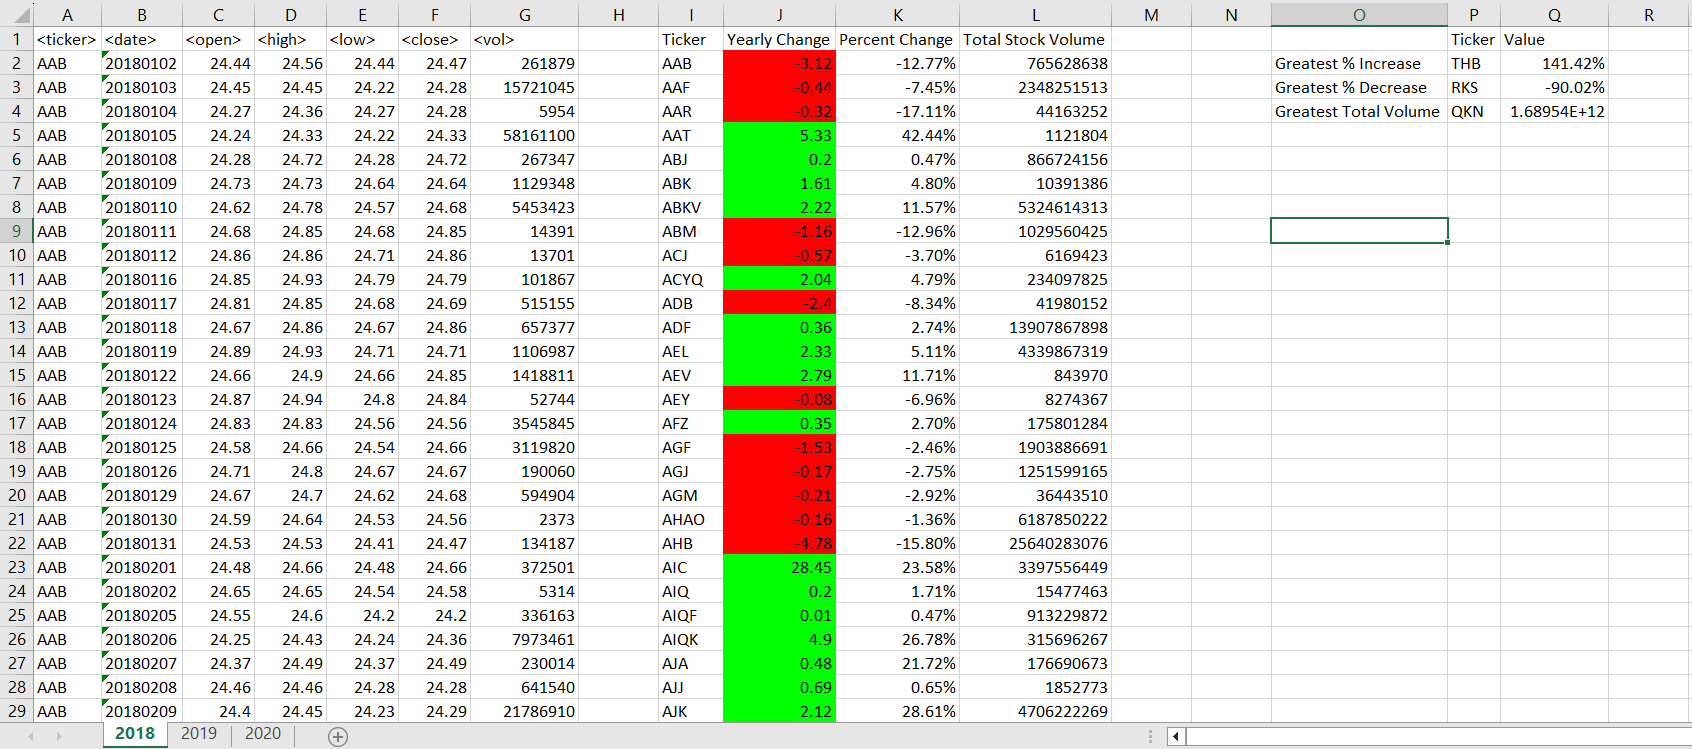 A B C D E F G H I J K L M N O P Q R
1 <ticker> <date> <open> <high> <low> <close> <vol> Ticker Yearly Change Percent Change Total Stock Volume Ticker Value
2 AAB 20180102 24.44 24.56 24.44 24.47 261879 AAB -3.12 -12.77% 765628638 Greatest % Increase THB 141.42%
3 AAB 20180103 24.45 24.45 24.22 24.28 15721045 AAF -0.44 -7.45% 2348251513 Greatest % Decrease RKS -90.02%
4 AAB 20180104 24.27 24.36 24.27 24.28 5954 AAR -0.32 -17.11% 44163252 Greatest Total Volume QKN 1.68954E+12
5 AAB 20180105 24.24 24.33 24.22 24.33 58161100 AAT 5.33 42.44% 1121804
6 AAB 20180108 24.28 24.72 24.28 24.72 267347 ABJ 0.2 0.47% 866724156
7 AAB 20180109 24.73 24.73 24.64 24.64 1129348 ABK 1.61 4.80% 10391386
8 AAB 20180110 24.62 24.78 24.57 24.68 5453423 ABKV 2.22 11.57% 5324614313
9 AAB 20180111 24.68 24.85 24.68 24.85 14391 ABM -1.16 -12.96% 1029560425
10 AAB 20180112 24.86 24.86 24.71 24.86 13701 ACJ -0.57 -3.70% 6169423
11 AAB 20180116 24.85 24.93 24.79 24.79 101867 ACYQ 2.04 4.79% 234097825
12 AAB 20180117 24.81 24.85 24.68 24.69 515155 ADB -2.4 -8.34% 41980152
13 AAB 20180118 24.67 24.86 24.67 24.86 657377 ADF 0.36 2.74% 13907867898
14 AAB 20180119 24.89 24.93 24.71 24.71 1106987 AEL 2.33 5.11% 4339867319
15 AAB 20180122 24.66 24.9 24.66 24.85 1418811 AEV 2.79 11.71% 843970
16 AAB 20180123 24.87 24.94 24.8 24.84 52744 AEY -0.08 -6.96% 8274367
17 AAB 20180124 24.83 24.83 24.56 24.56 3545845 AFZ 0.35 2.70% 175801284
18 AAB 20180125 24.58 24.66 24.54 24.66 3119820 AGF -1.53 -2.46% 1903886691
19 AAB 20180126 24.71 24.8 24.67 24.67 190060 AGJ -0.17 -2.75% 1251599165
20 AAB 20180129 24.67 24.7 24.62 24.68 594904 AGM -0.21 -2.92% 36443510
21 AAB 20180130 24.59 24.64 24.53 24.56 2373 AHAO -0.16 -1.36% 6187850222
22 AAB 20180131 24.53 24.53 24.41 24.47 134187 AHB -4.78 -15.80% 25640283076
23 AAB 20180201 24.48 24.66 24.48 24.66 372501 AIC 28.45 23.58% 3397556449
24 AAB 20180202 24.65 24.65 24.54 24.58 5314 AIQ 0.2 1.71% 15477463
25 AAB 20180205 24.55 24.6 24.2 24.2 336163 AIQF 0.01 0.47% 913229872
26 AAB 20180206 24.25 24.43 24.24 24.36 7973461 AIQK 4.9 26.78% 315696267
27 AAB 20180207 24.37 24.49 24.37 24.49 230014 AJA 0.48 21.72% 176690673
28 AAB 20180208 24.46 24.46 24.28 24.28 641540 AJJ 0.69 0.65% 1852773
29 AAB 20180209 24.4 24.45 24.23 24.29 21786910 AJK 2.12 28.61% 4706222269
2018 2019 2020